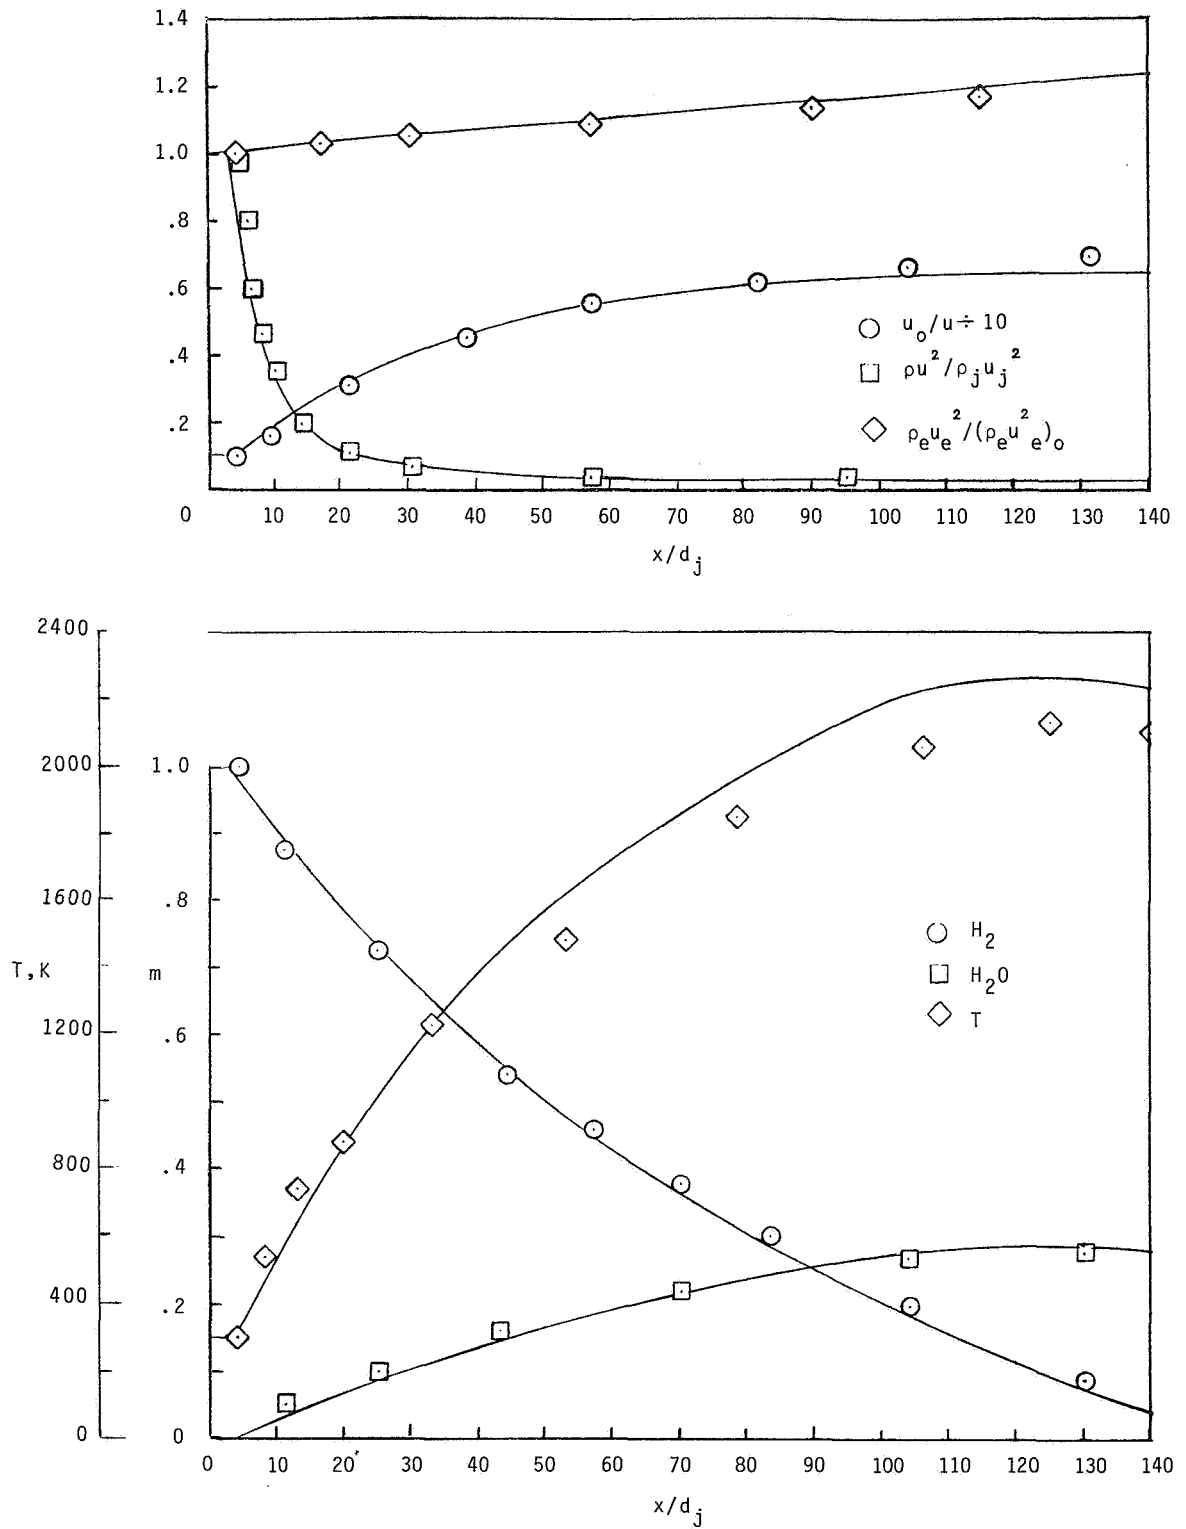 1.4
1.2
1.0
.8
.6
.4
.2
u_o/u ÷ 10
ρu²/ρ_j u_j²
ρ_e u_e²/(ρ_e u²_e)_o
0 10 20 30 40 50 60 70 80 90 100 110 120 130 140
x/d_j
2400
2000 1.0
1600 .8
T,K m
1200 .6
800 .4
400 .2
0 0
H_2
H_2O
T
0 10 20 30 40 50 60 70 80 90 100 110 120 130 140
x/d_j